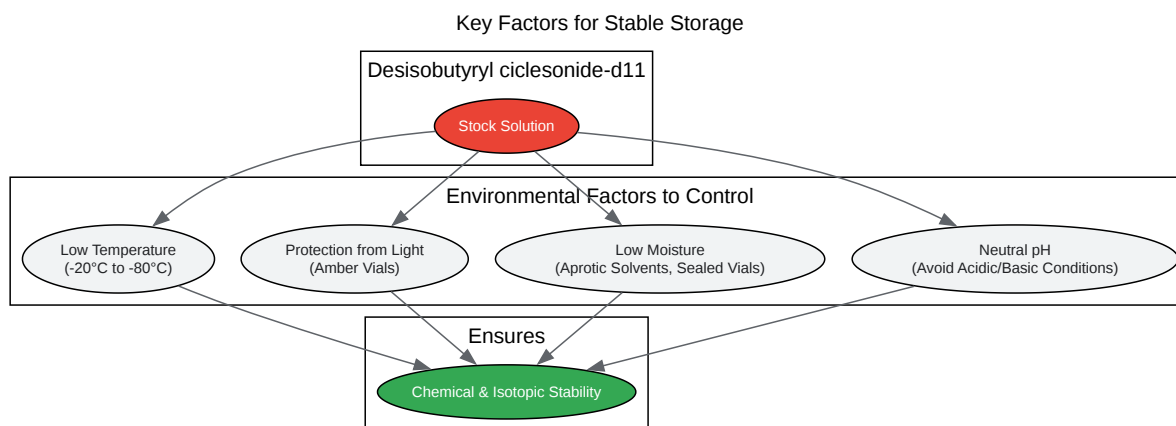 Key Factors for Stable Storage
Desisobutyryl ciclesonide-d11
Stock Solution
Environmental Factors to Control
Low Temperature
(-20°C to -80°C)
Protection from Light
(Amber Vials)
Low Moisture
(Aprotic Solvents, Sealed Vials)
Neutral pH
(Avoid Acidic/Basic Conditions)
Ensures
Chemical & Isotopic Stability